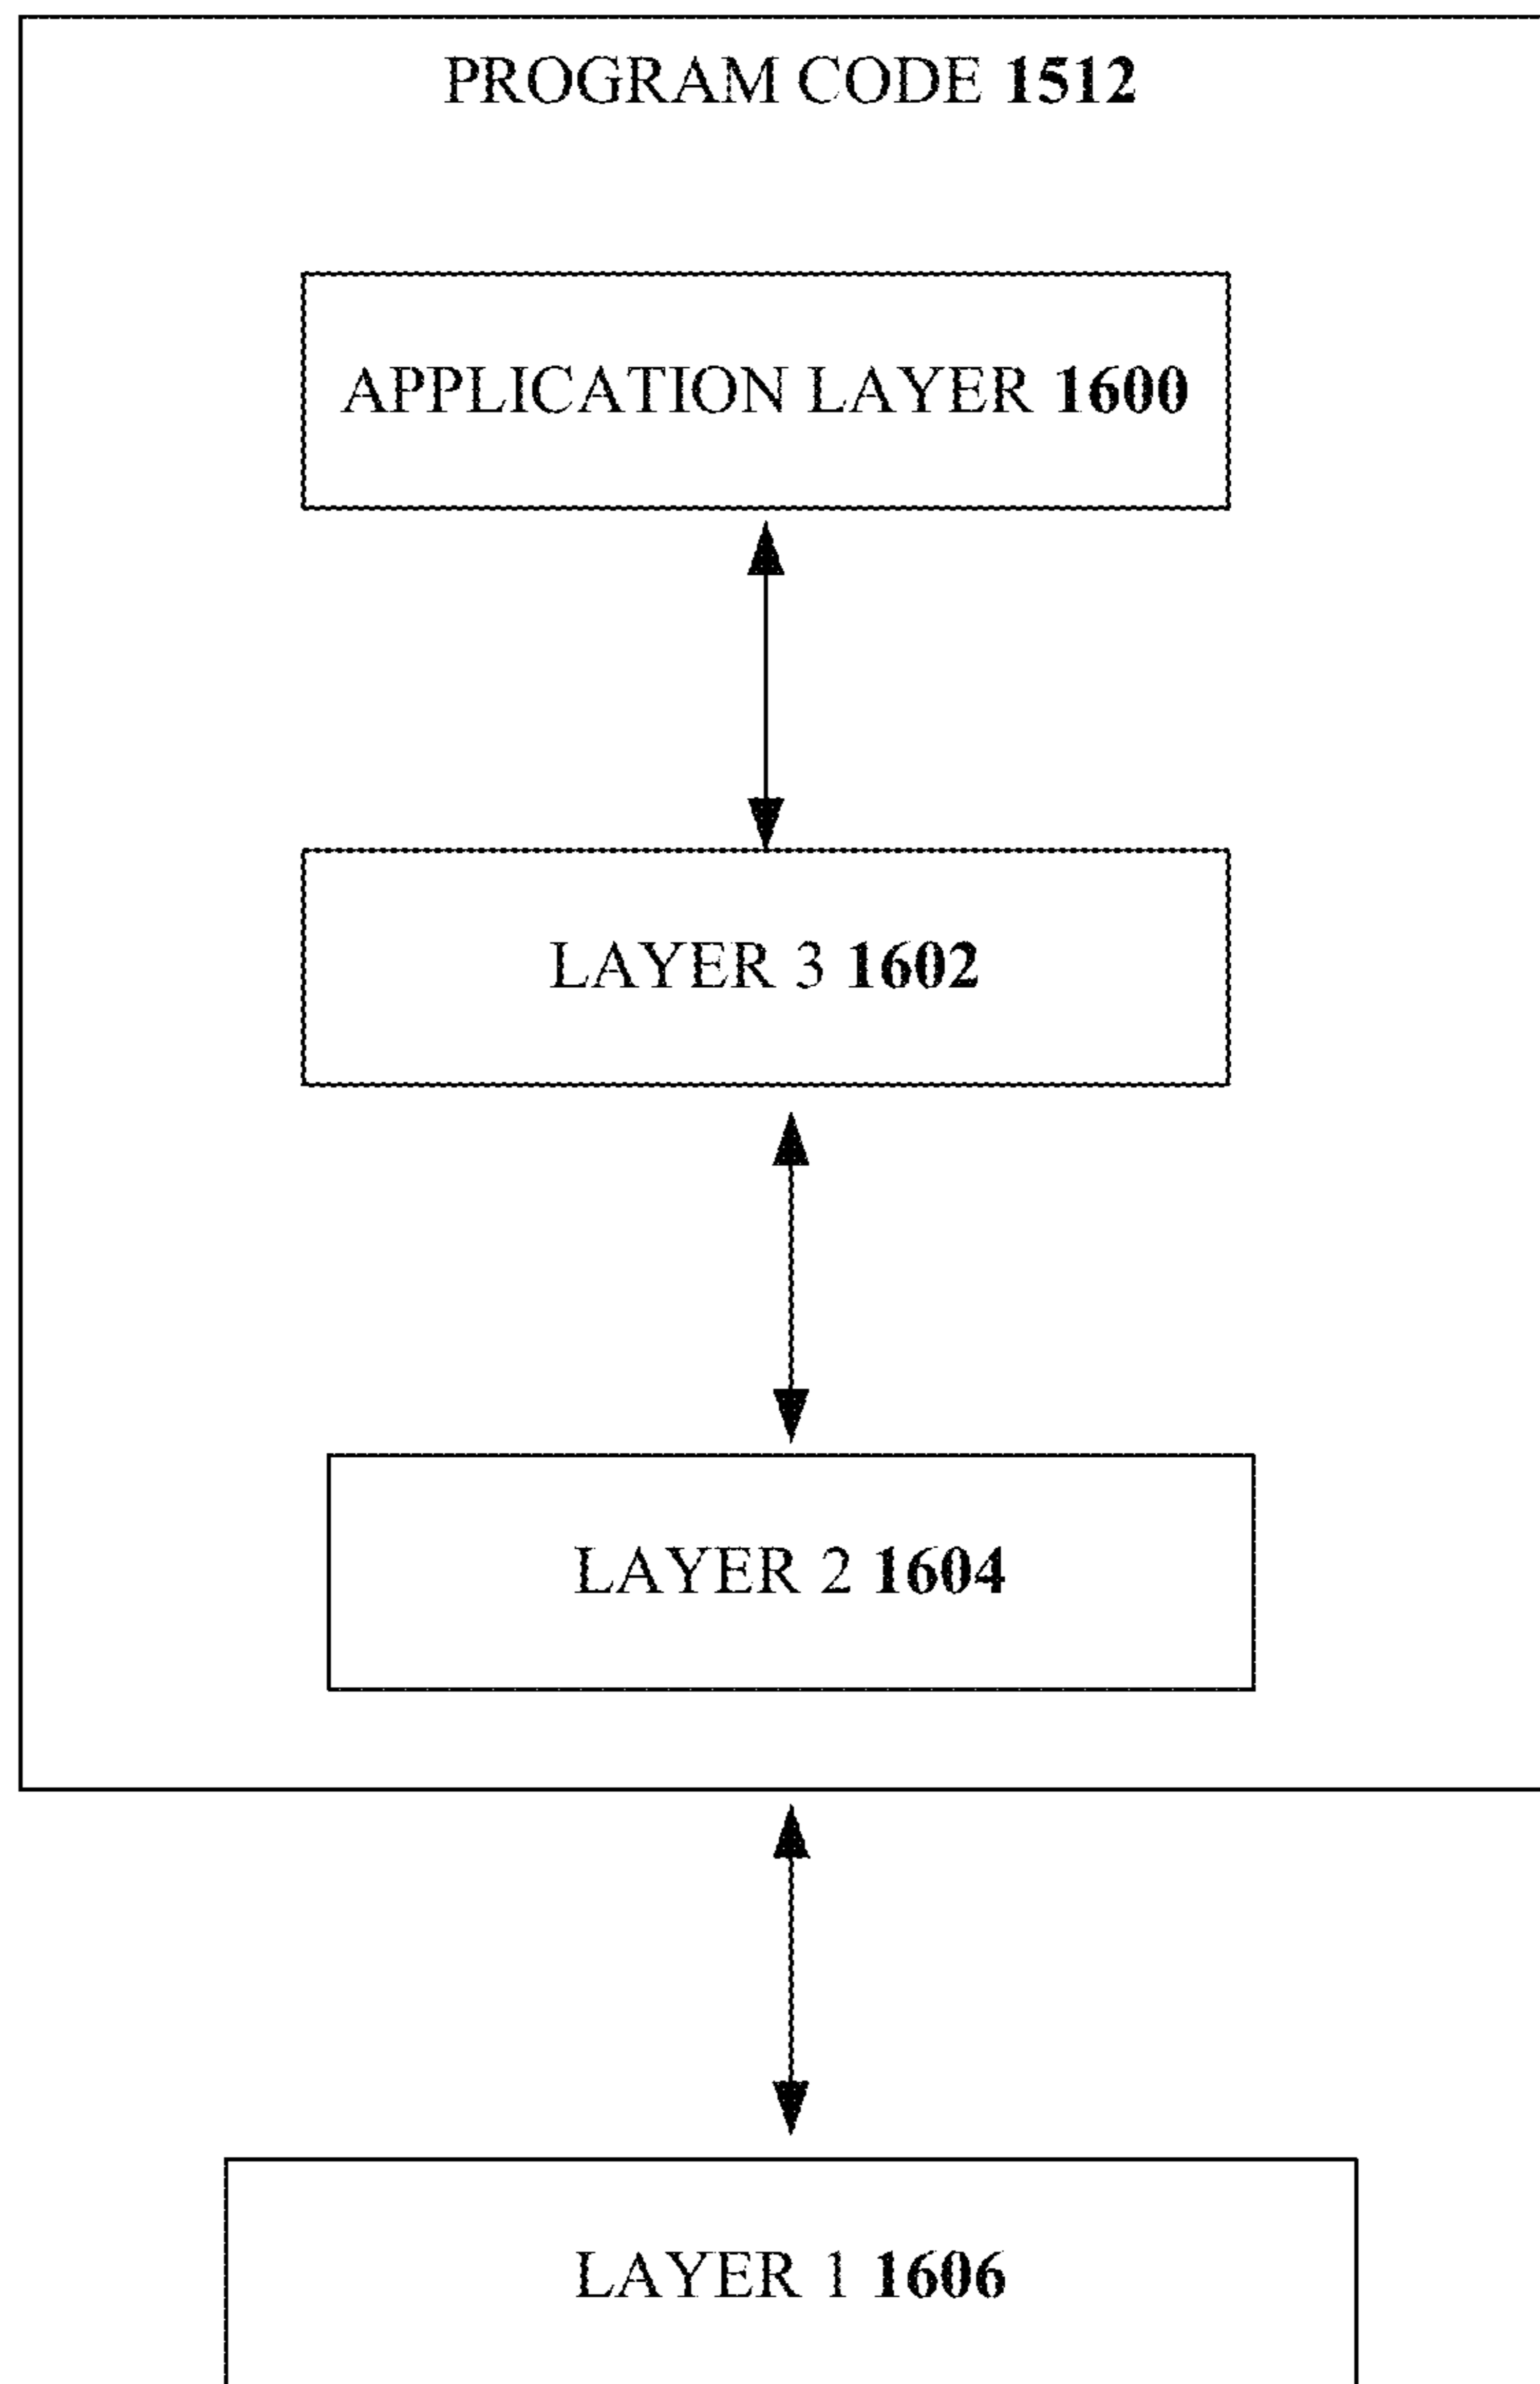 PROGRAM CODE 1512
APPLICATION LAYER 1600
LAYER 3 1602
LAYER 2 1604
LAYER 1 1606